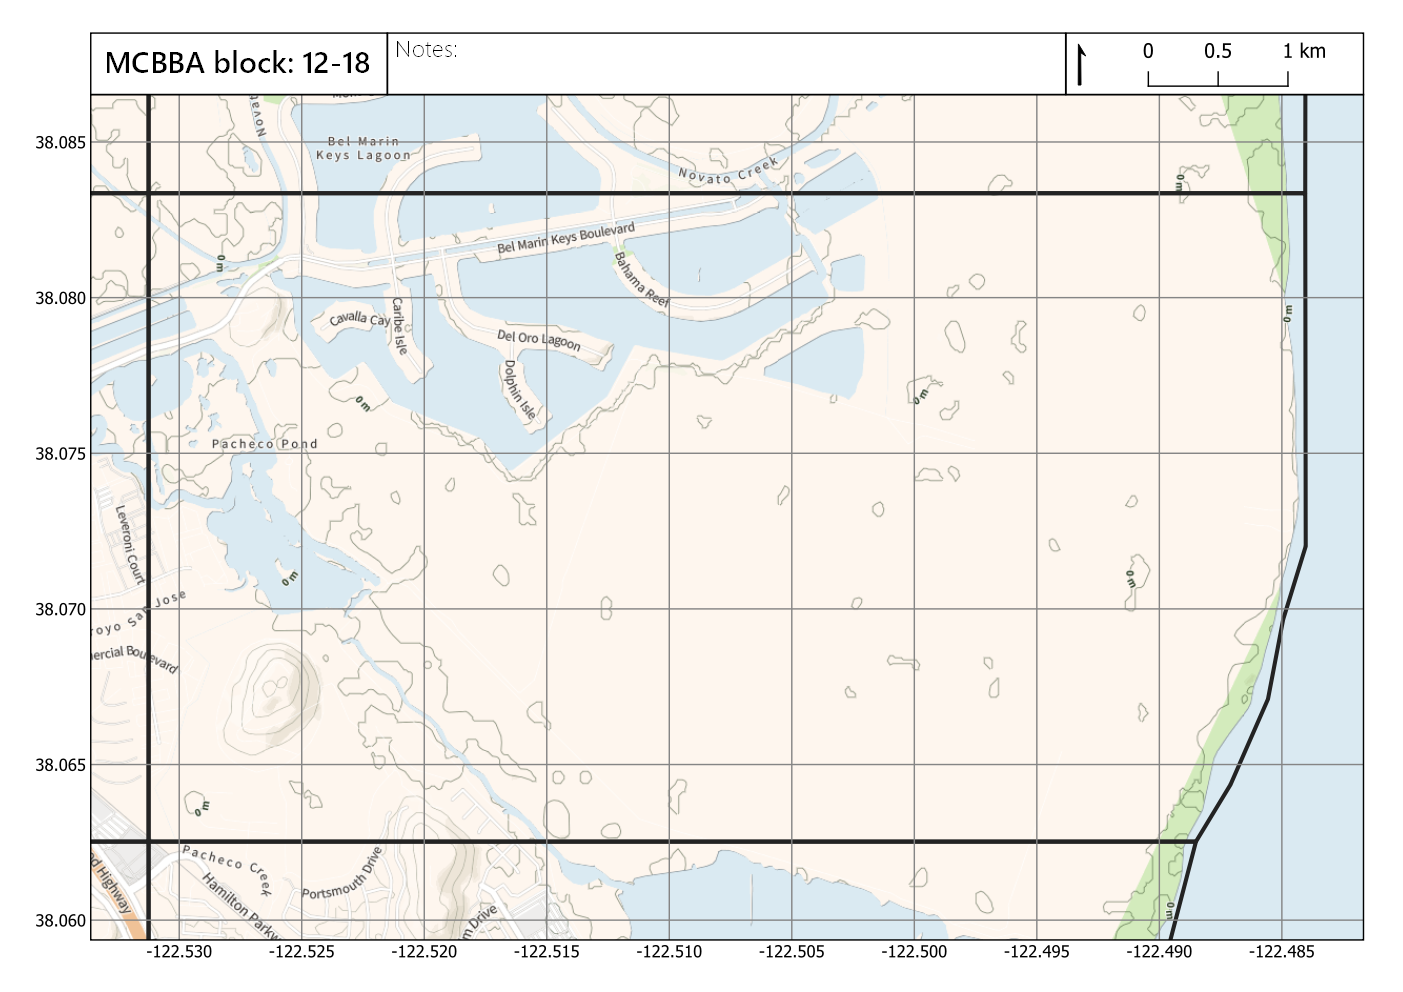 MCBBA block: 12-18
Notes:
0 0.5 1 km
38.085
38.080
38.075
38.070
38.065
38.060
Novat
Bel Marin
Keys Lagoon
Novato Creek
0 m
0 m
Bel Marin Keys Boulevard
Bahama Reef
0 m
Cavalla Cay
Caribe Isle
Del Oro Lagoon
Dolphin Isle
0 m
0 m
Pacheco Pond
Leveroni Court
0 m
0 m
royo San Jose
ercial Boulevard
0 m
Pacheco Creek
Portsmouth Drive
od Highway
Hamilton Parkw
m Drive
0 m
-122.530
-122.525
-122.520
-122.515
-122.510
-122.505
-122.500
-122.495
-122.490
-122.485